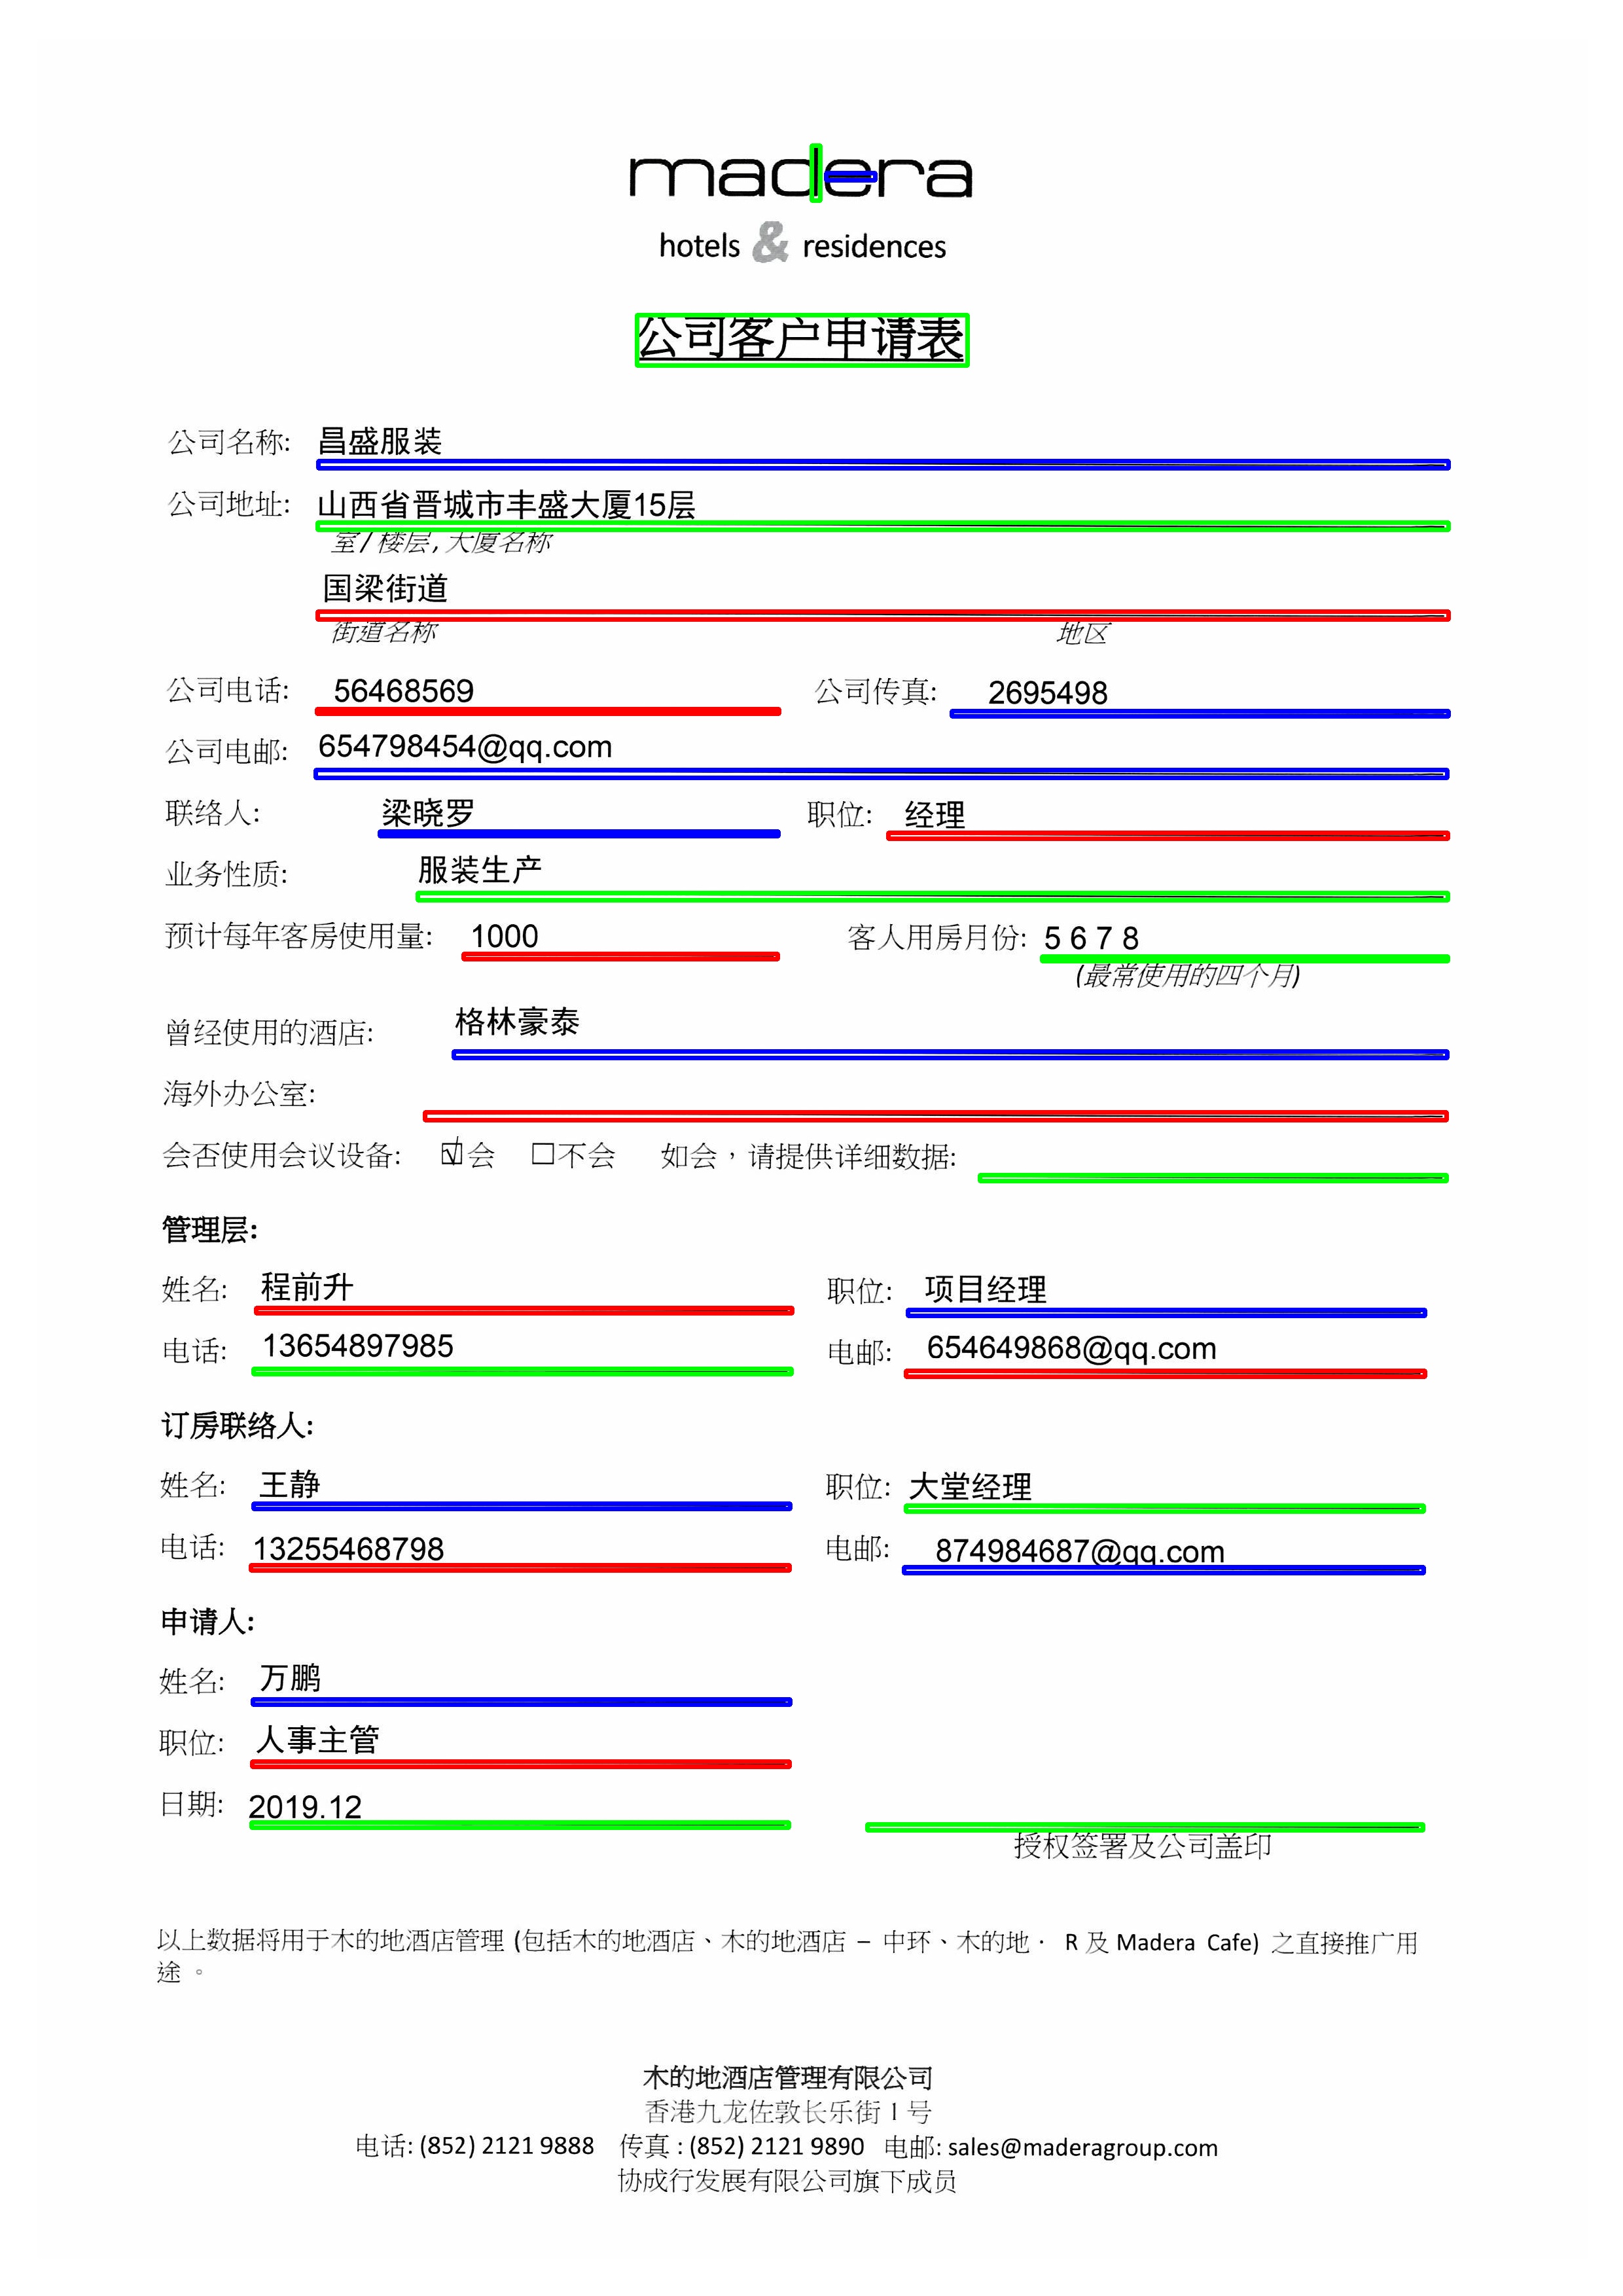 madera
hotels & residences
公司客户申请表
公司名称: 昌盛服装
公司地址: 山西省晋城市丰盛大厦15层
室/楼层,大厦名称
国梁街道
街道名称 地区
公司电话: 56468569 公司传真: 2695498
公司电邮: 654798454@qq.com
联络人: 梁晓罗 职位: 经理
业务性质: 服装生产
预计每年客房使用量: 1000 客人用房月份: 5 6 7 8
(最常使用的四个月)
曾经使用的酒店: 格林豪泰
海外办公室:
会否使用会议设备: ☑会 □不会 如会，请提供详细数据:
管理层:
姓名: 程前升 职位: 项目经理
电话: 13654897985 电邮: 654649868@qq.com
订房联络人:
姓名: 王静 职位: 大堂经理
电话: 13255468798 电邮: 874984687@qq.com
申请人:
姓名: 万鹏
职位: 人事主管
日期: 2019.12
授权签署及公司盖印
以上数据将用于木的地酒店管理 (包括木的地酒店、木的地酒店 – 中环、木的地· R 及 Madera Cafe) 之直接推广用
途。
木的地酒店管理有限公司
香港九龙佐敦长乐街 1 号
电话: (852) 2121 9888 传真 : (852) 2121 9890 电邮: sales@maderagroup.com
协成行发展有限公司旗下成员